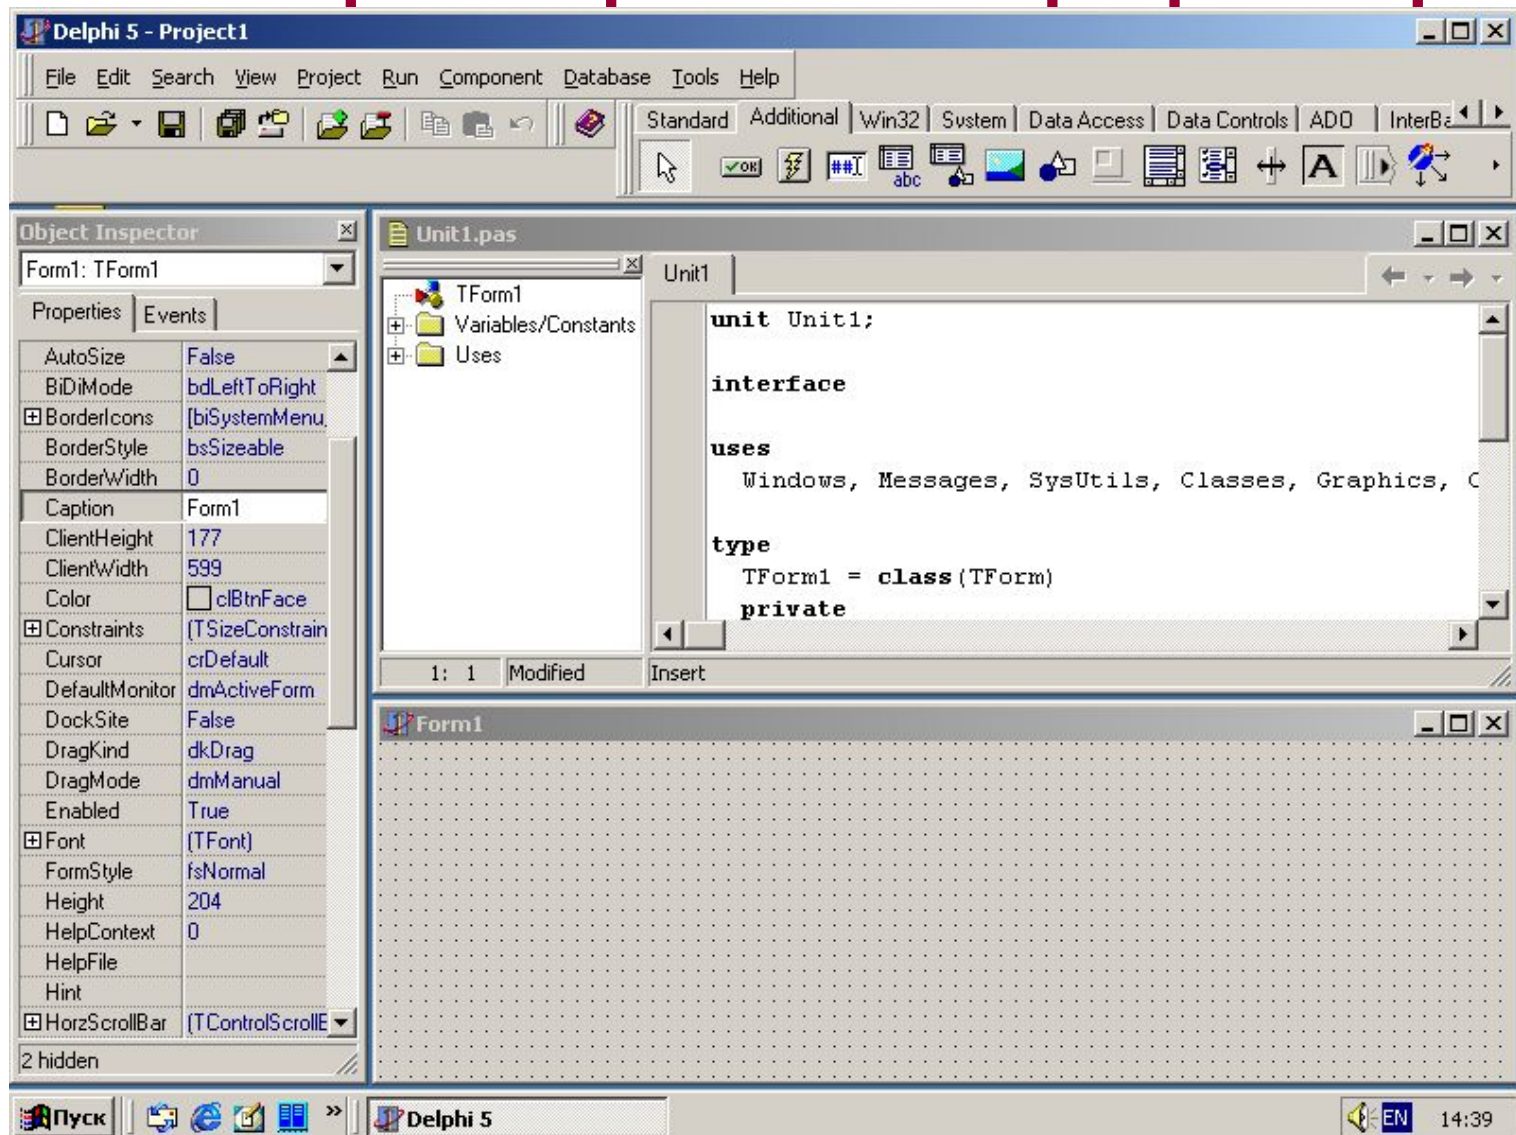 Delphi 5 - Project1
File Edit Search View Project Run Component Database Tools Help
Standard Additional Win32 System Data Access Data Controls ADO InterBa
OK ##I abc A
Object Inspector
Form1: TForm1
Properties Events
AutoSize False
BiDiMode bdLeftToRight
BorderIcons [biSystemMenu,
BorderStyle bsSizeable
BorderWidth 0
Caption Form1
ClientHeight 177
ClientWidth 599
Color clBtnFace
Constraints (TSizeConstrain
Cursor crDefault
DefaultMonitor dmActiveForm
DockSite False
DragKind dkDrag
DragMode dmManual
Enabled True
Font (TFont)
FormStyle fsNormal
Height 204
HelpContext 0
HelpFile
Hint
HorzScrollBar (TControlScrollB
2 hidden
Unit1.pas
TForm1
Variables/Constants
Uses
Unit1
unit Unit1;
interface
uses
Windows, Messages, SysUtils, Classes, Graphics, C
type
TForm1 = class(TForm)
private
1: 1 Modified Insert
Form1
Пуск Delphi 5 EN 14:39